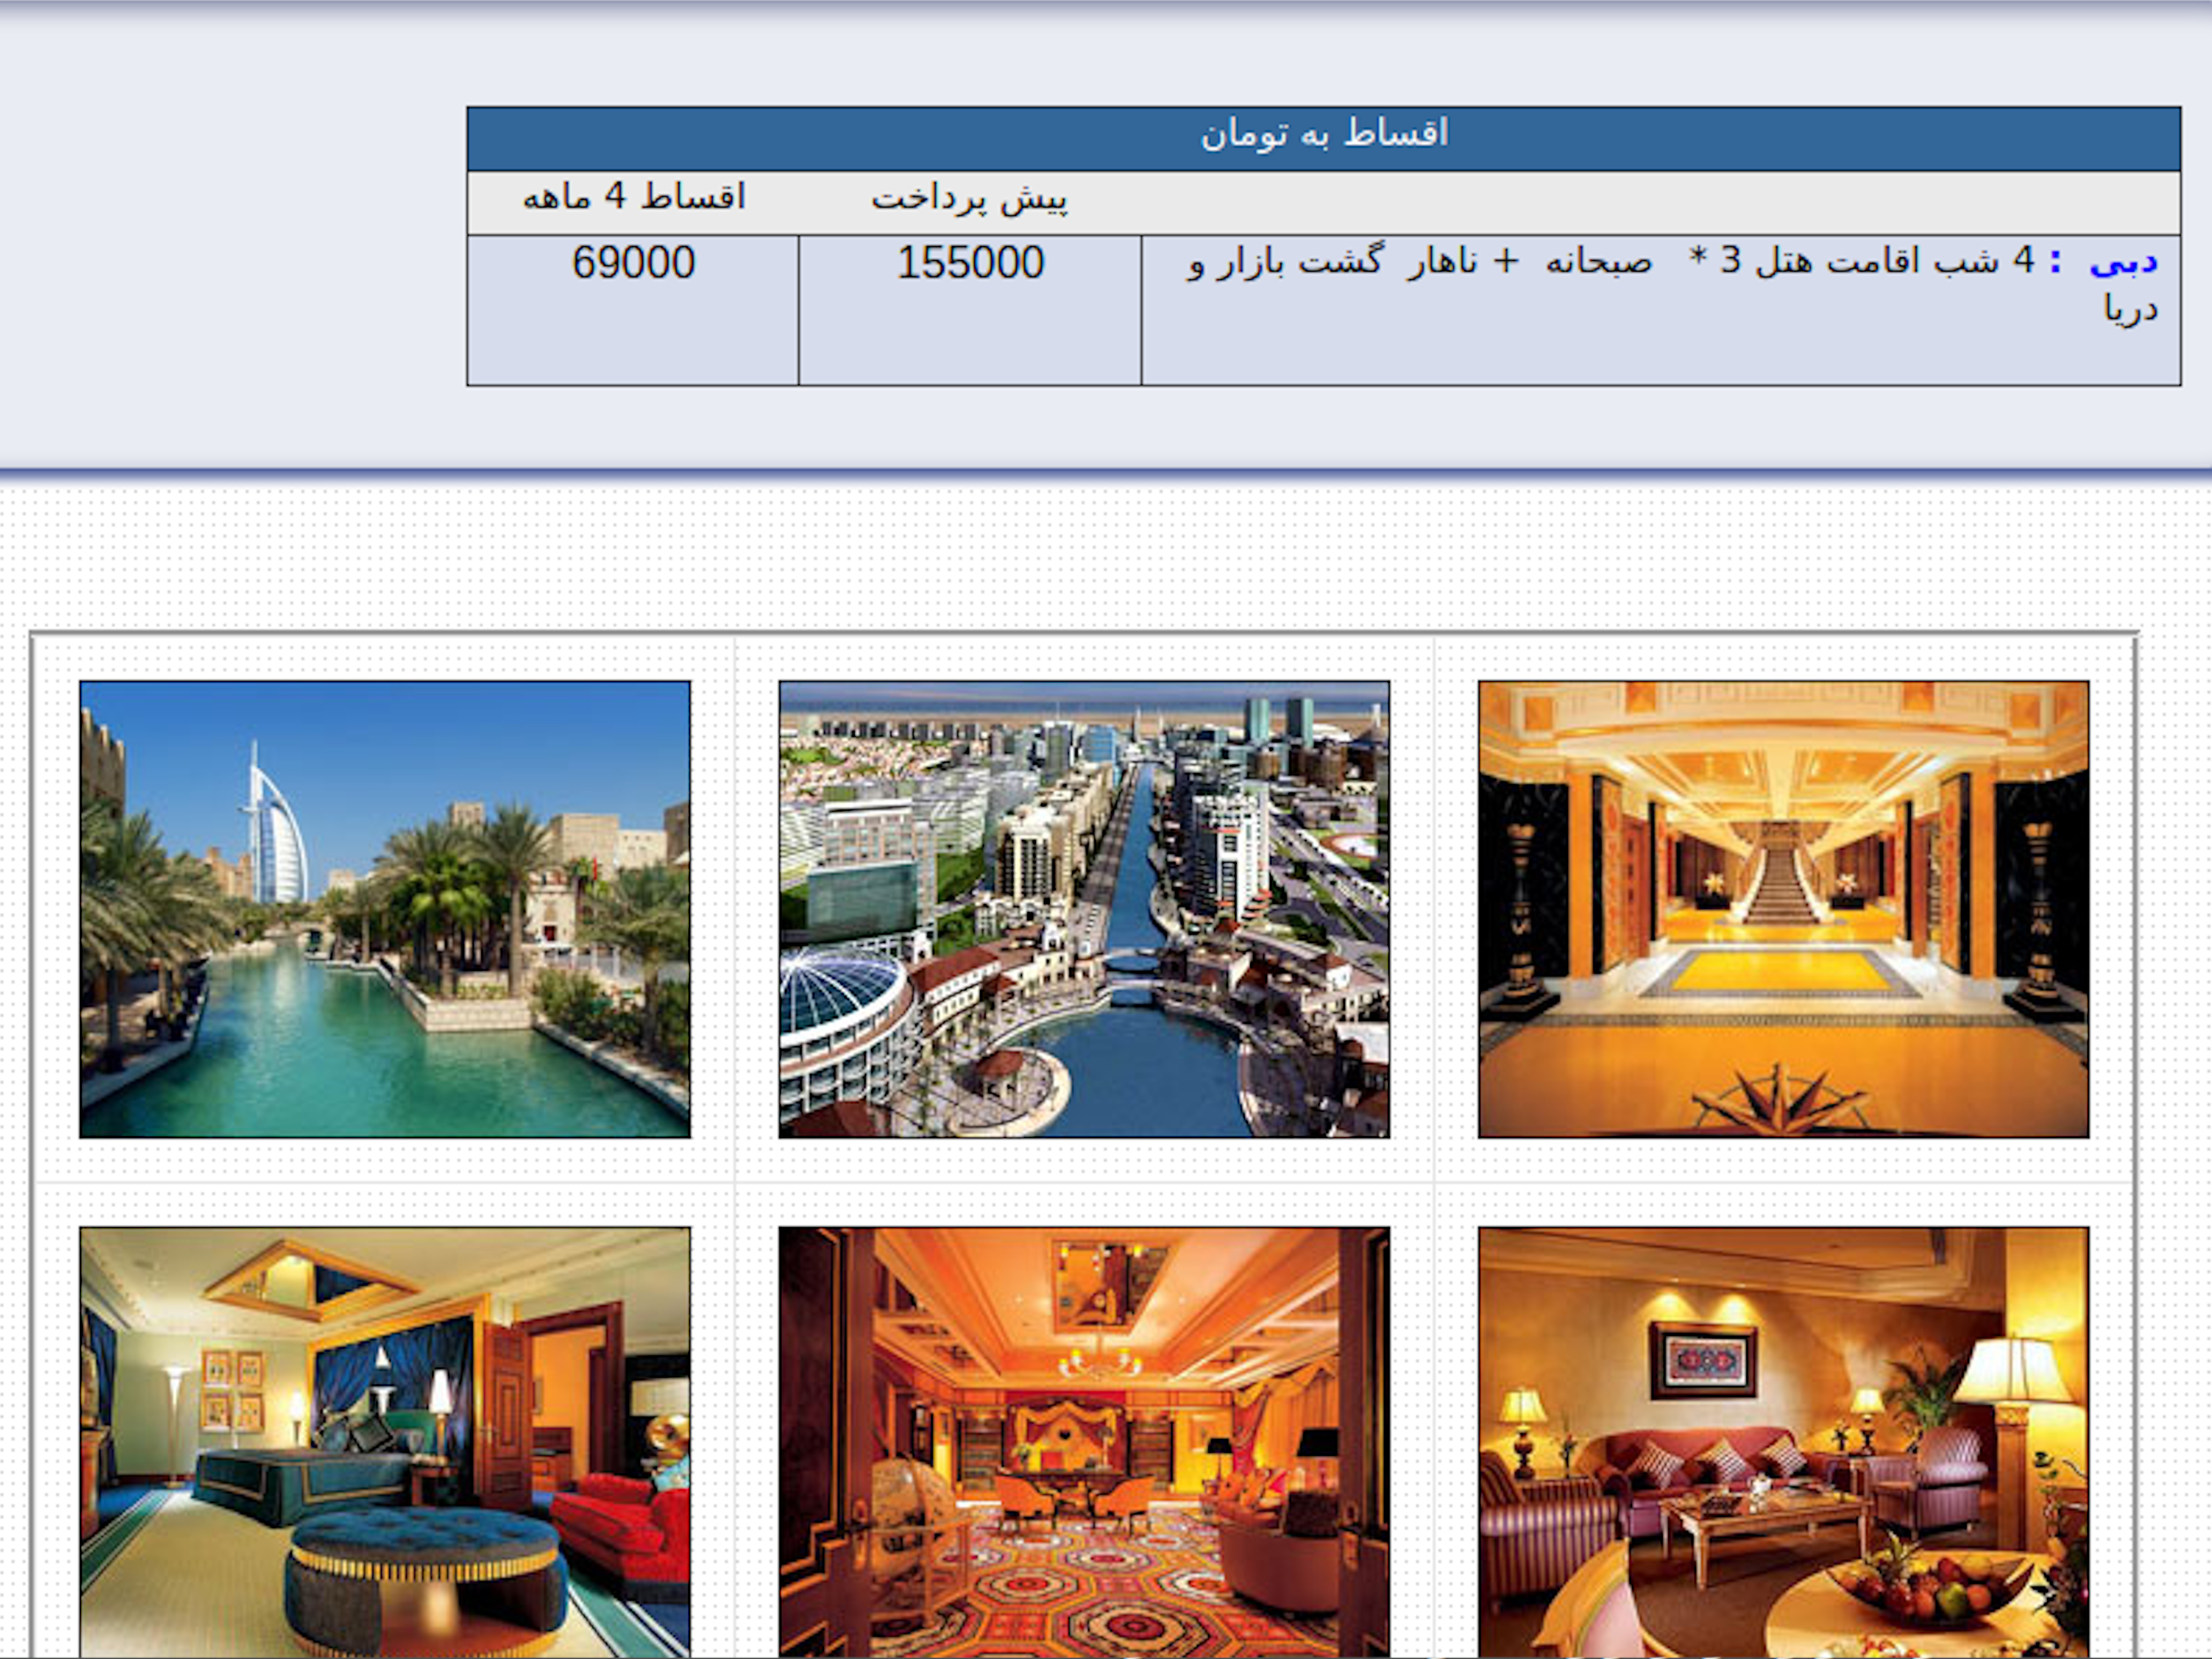 اقساط به تومان
پیش پرداخت اقساط 4 ماهه
دبی : 4 شب اقامت هتل 3 * صبحانه + ناهار گشت بازار و 155000 69000
دریا